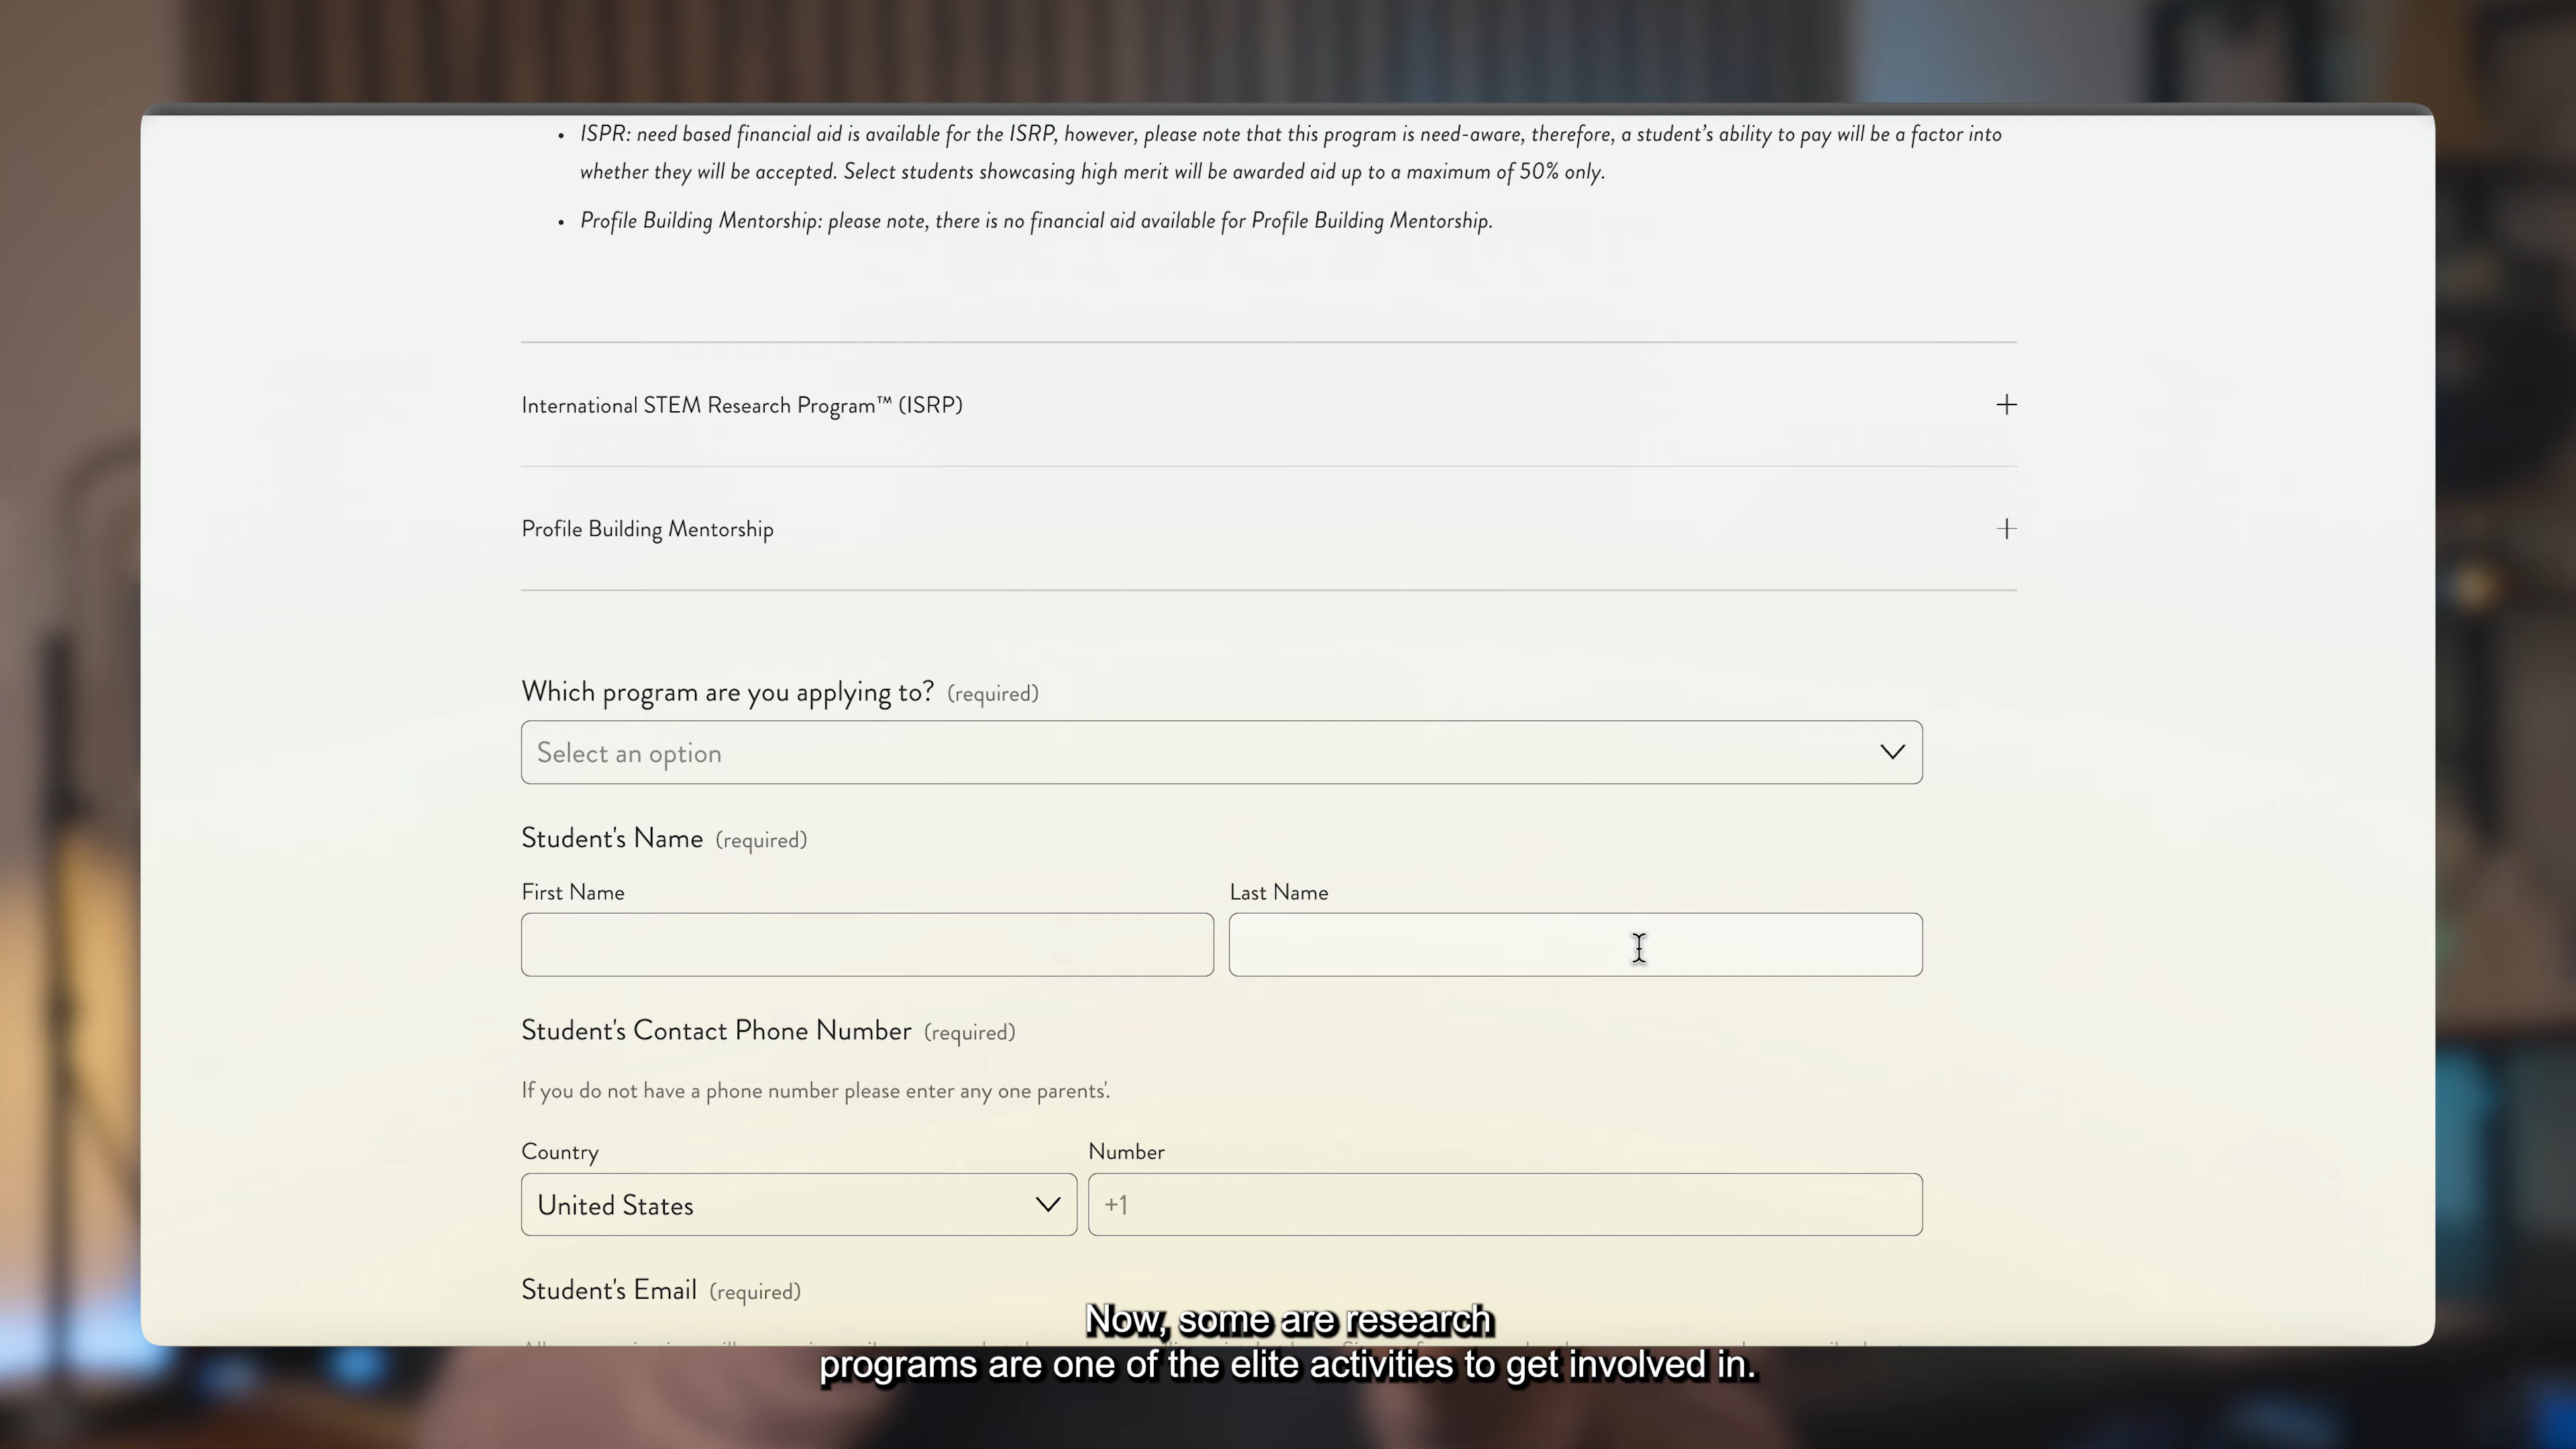 • ISPR: need based financial aid is available for the ISRP, however, please note that this program is need-aware, therefore, a student's ability to pay will be a factor into
whether they will be accepted. Select students showcasing high merit will be awarded aid up to a maximum of 50% only.
• Profile Building Mentorship: please note, there is no financial aid available for Profile Building Mentorship.
International STEM Research Program™ (ISRP)
Profile Building Mentorship
Which program are you applying to? (required)
Select an option
Student's Name (required)
First Name Last Name
Student's Contact Phone Number (required)
If you do not have a phone number please enter any one parents'.
Country Number
United States +1
Student's Email (required)
Now, some are research
programs are one of the elite activities to get involved in.